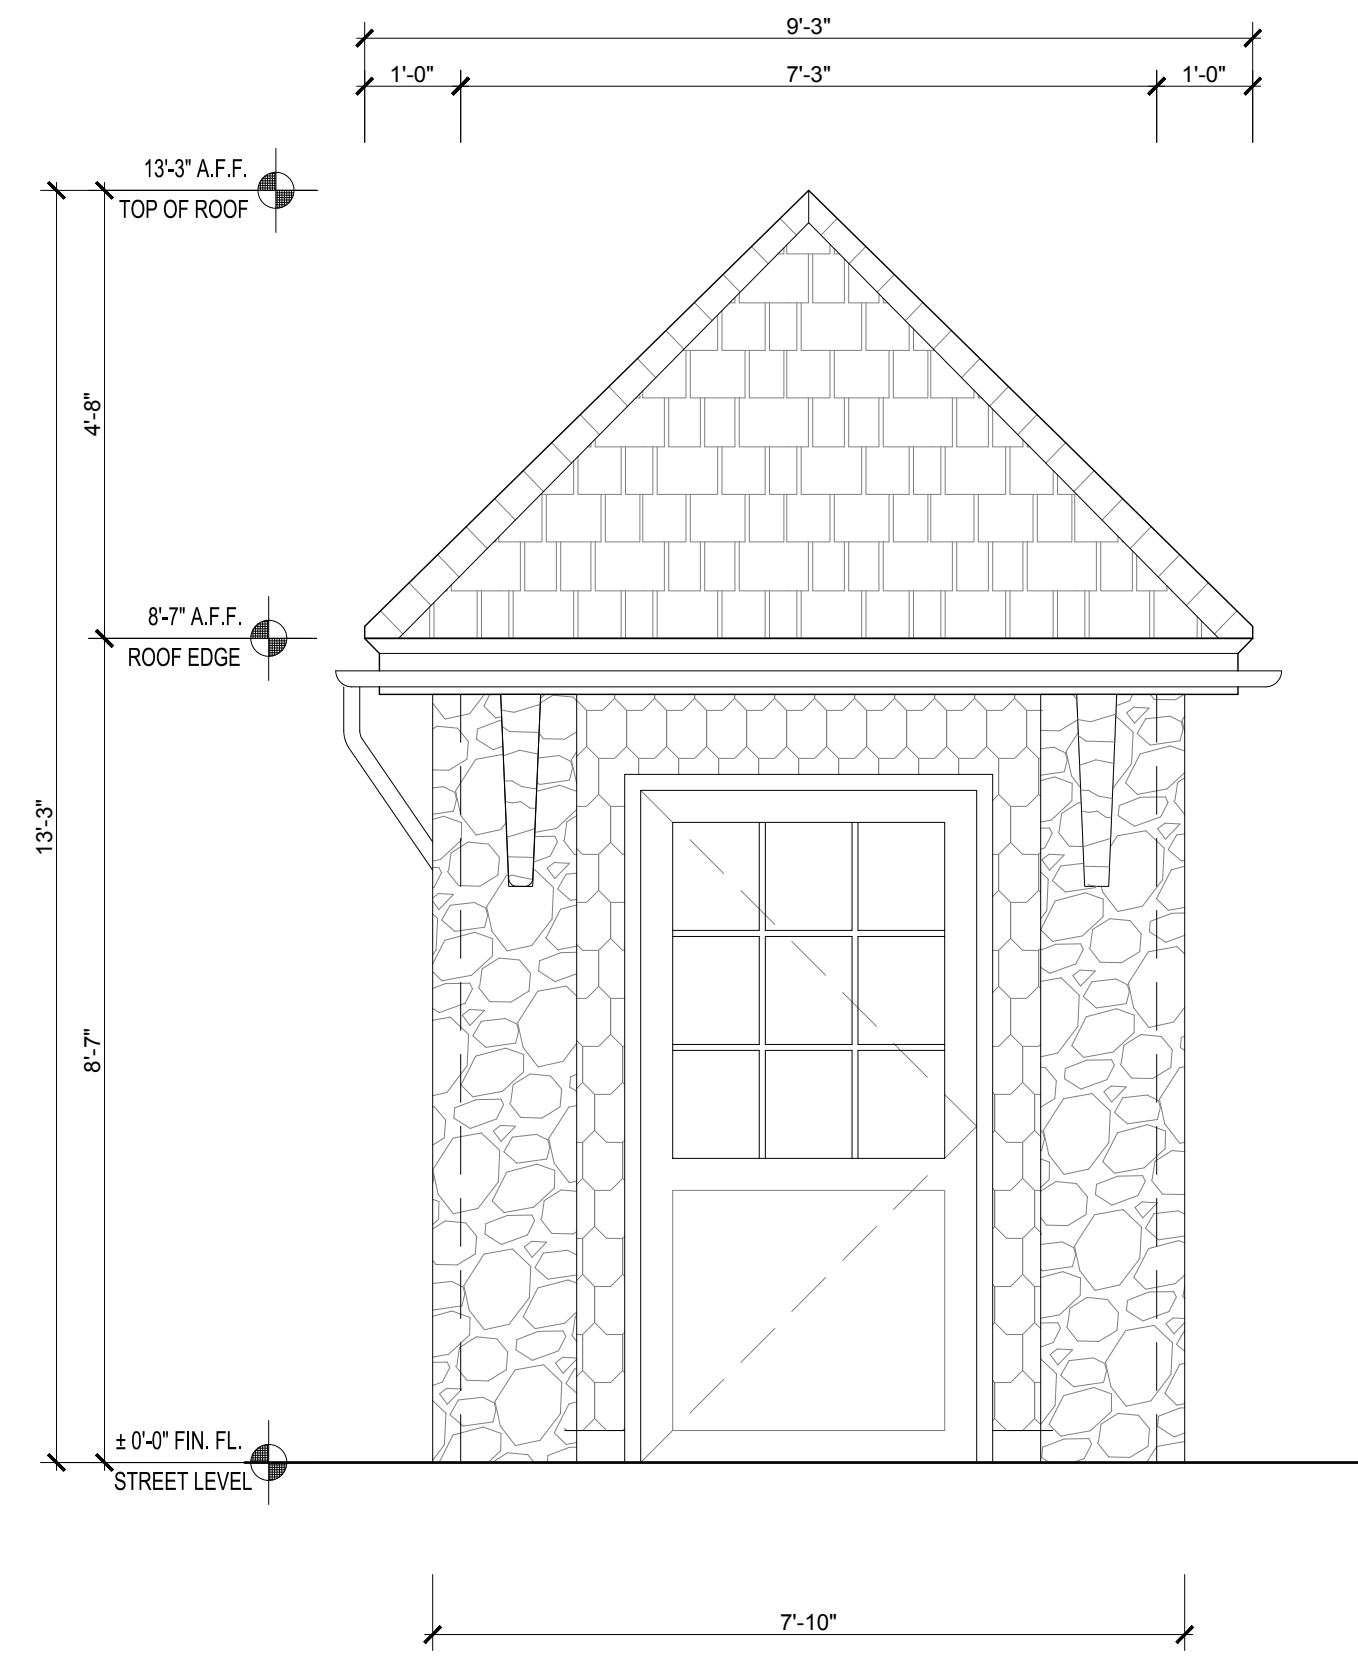 9'-3"
1'-0" 7'-3" 1'-0"
13'-3" A.F.F.
TOP OF ROOF
4'-8"
8'-7" A.F.F.
ROOF EDGE
13'-3"
8'-7"
± 0'-0" FIN. FL.
STREET LEVEL
7'-10"